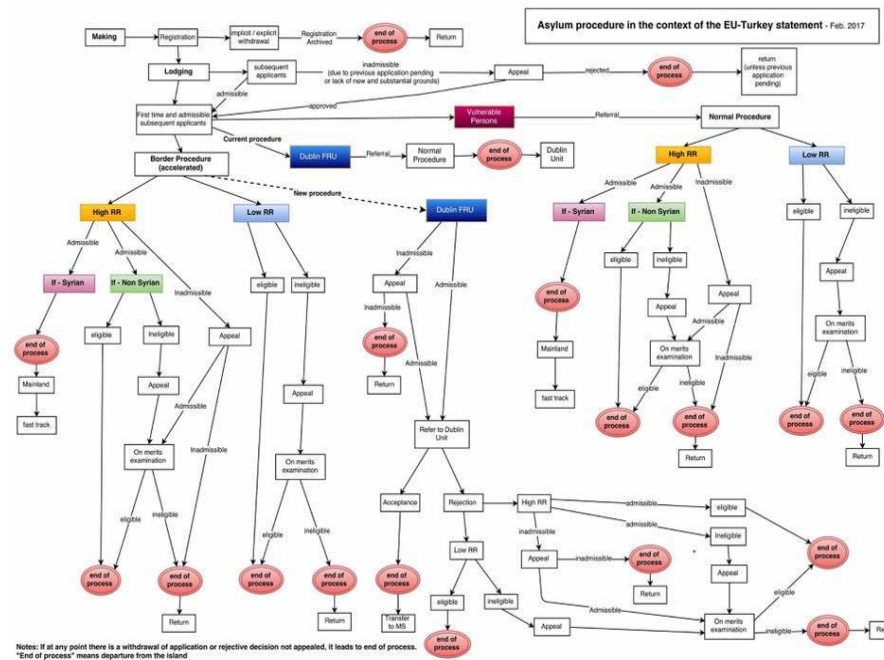 Asylum procedure in the context of the EU-Turkey statement - Feb. 2017
Making
Registration
implicit / explicit
withdrawal
Registration
Archived
end of
process
Return
Lodging
subsequent
applicants
inadmissible
(due to previous application pending
or lack of new and substantial grounds)
Appeal
rejected
end of
process
return
(unless previous
application
pending)
admissible
approved
First time and admissible
subsequent applicants
Vulnerable
Persons
Referral
Normal Procedure
Current procedure
Dublin FRU
Referral
Normal
Procedure
end of
process
Dublin
Unit
Border Procedure
(accelerated)
New procedure
High RR
Low RR
Dublin FRU
Admissible
Admissible
Inadmissible
If - Syrian
If - Non Syrian
eligible
ineligible
end of
process
Mainland
fast track
eligible
Ineligible
Appeal
Appeal
Admissible
Inadmissible
On merits
examination
eligible
ineligible
end of
process
end of
process
Return
Appeal
On merits
examination
eligible
ineligible
end of
process
end of
process
Return
Inadmissible
Admissible
Appeal
Inadmissible
end of
process
Return
Admissible
Refer to Dublin
Unit
Acceptance
Rejection
end of
process
Transfer
to MS
Low RR
eligible
ineligible
end of
process
Appeal
High RR
admissible
admissible
inadmissible
eligible
Ineligible
Appeal
inadmissible
end of
process
Return
Appeal
Admissible
On merits
examination
eligible
ineligible
end of
process
end of
process
High RR
Low RR
Admissible
Admissible
Inadmissible
If - Syrian
If - Non Syrian
eligible
ineligible
end of
process
Mainland
fast track
eligible
ineligible
Appeal
Appeal
Admissible
Inadmissible
On merits
examination
eligible
ineligible
end of
process
end of
process
Return
Appeal
On merits
examination
eligible
ineligible
end of
process
end of
process
Return
Notes: If at any point there is a withdrawal of application or rejective decision not appealed, it leads to end of process.
"End of process" means departure from the island